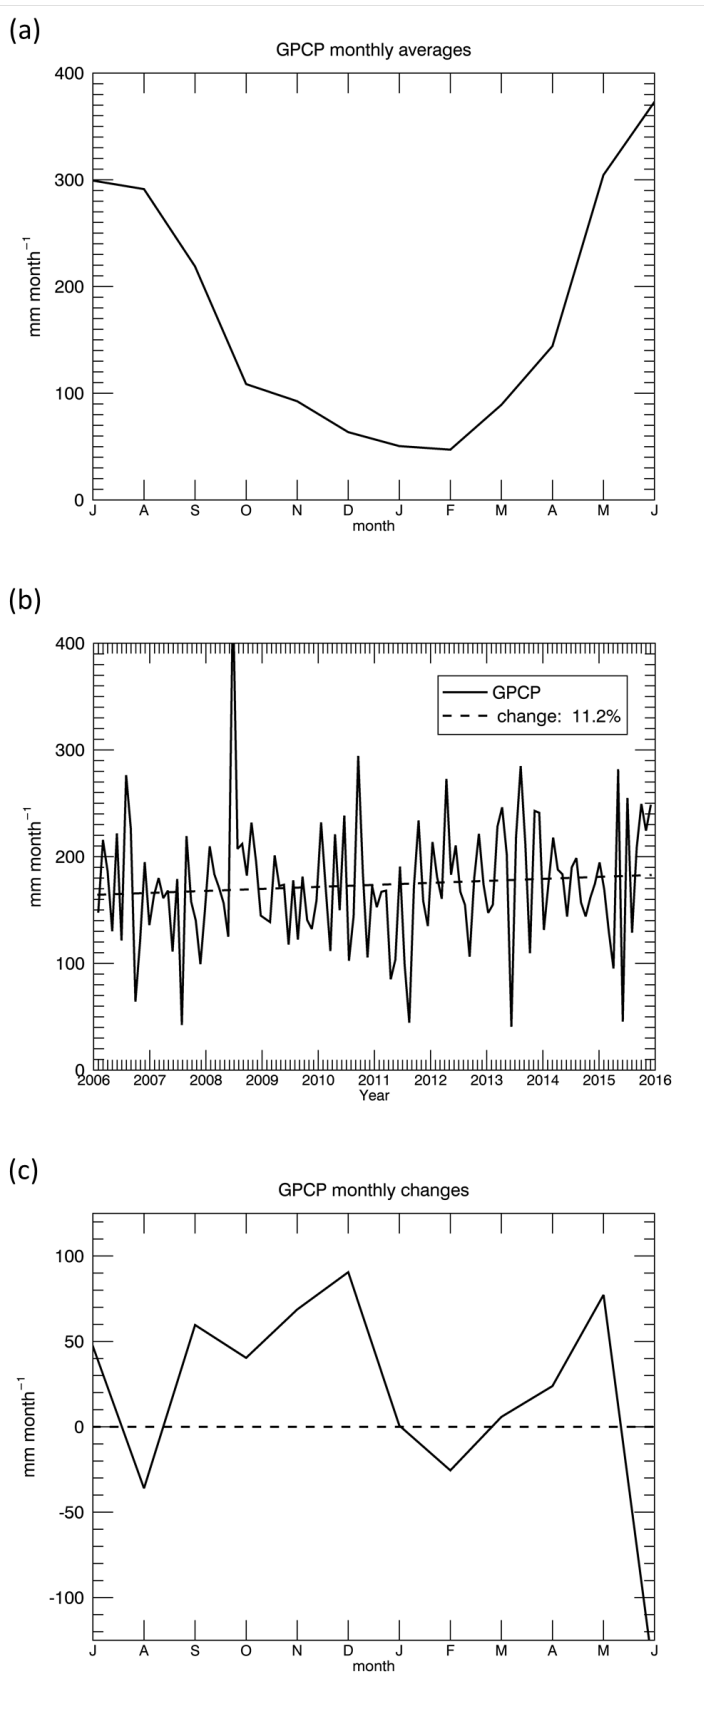 (a)
GPCP monthly averages
400
300
200
100
0
mm month⁻¹
J A S O N D J F M A M J
month
(b)
400
300
200
100
0
mm month⁻¹
GPCP
change: 11.2%
2006 2007 2008 2009 2010 2011 2012 2013 2014 2015 2016
Year
(c)
GPCP monthly changes
100
50
0
-50
-100
mm month⁻¹
J A S O N D J F M A M J
month